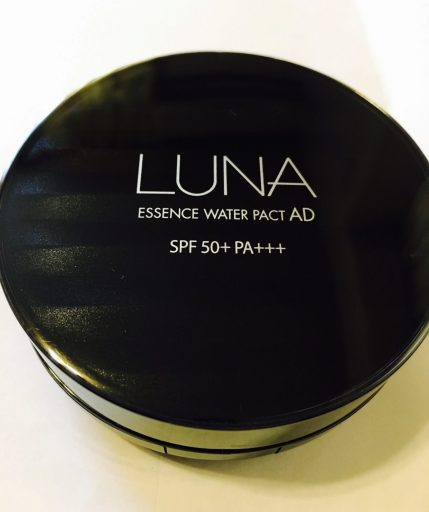 LUNA
ESSENCE WATER PACT AD
SPF 50+ PA+++